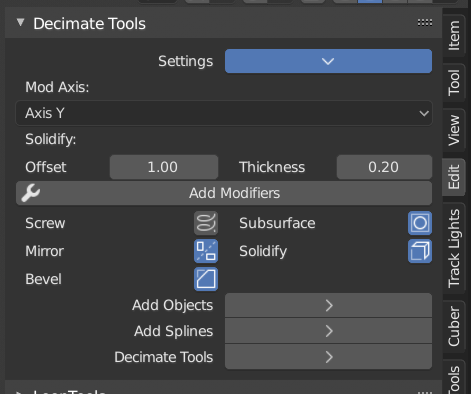 Decimate Tools
Settings
Mod Axis:
Axis Y
Solidify:
Offset 1.00 Thickness 0.20
Add Modifiers
Screw Subsurface
Mirror Solidify
Bevel
Add Objects
Add Splines
Decimate Tools
LoopTools
Item
Tool
View
Edit
Track Lights
Cuber
Tools